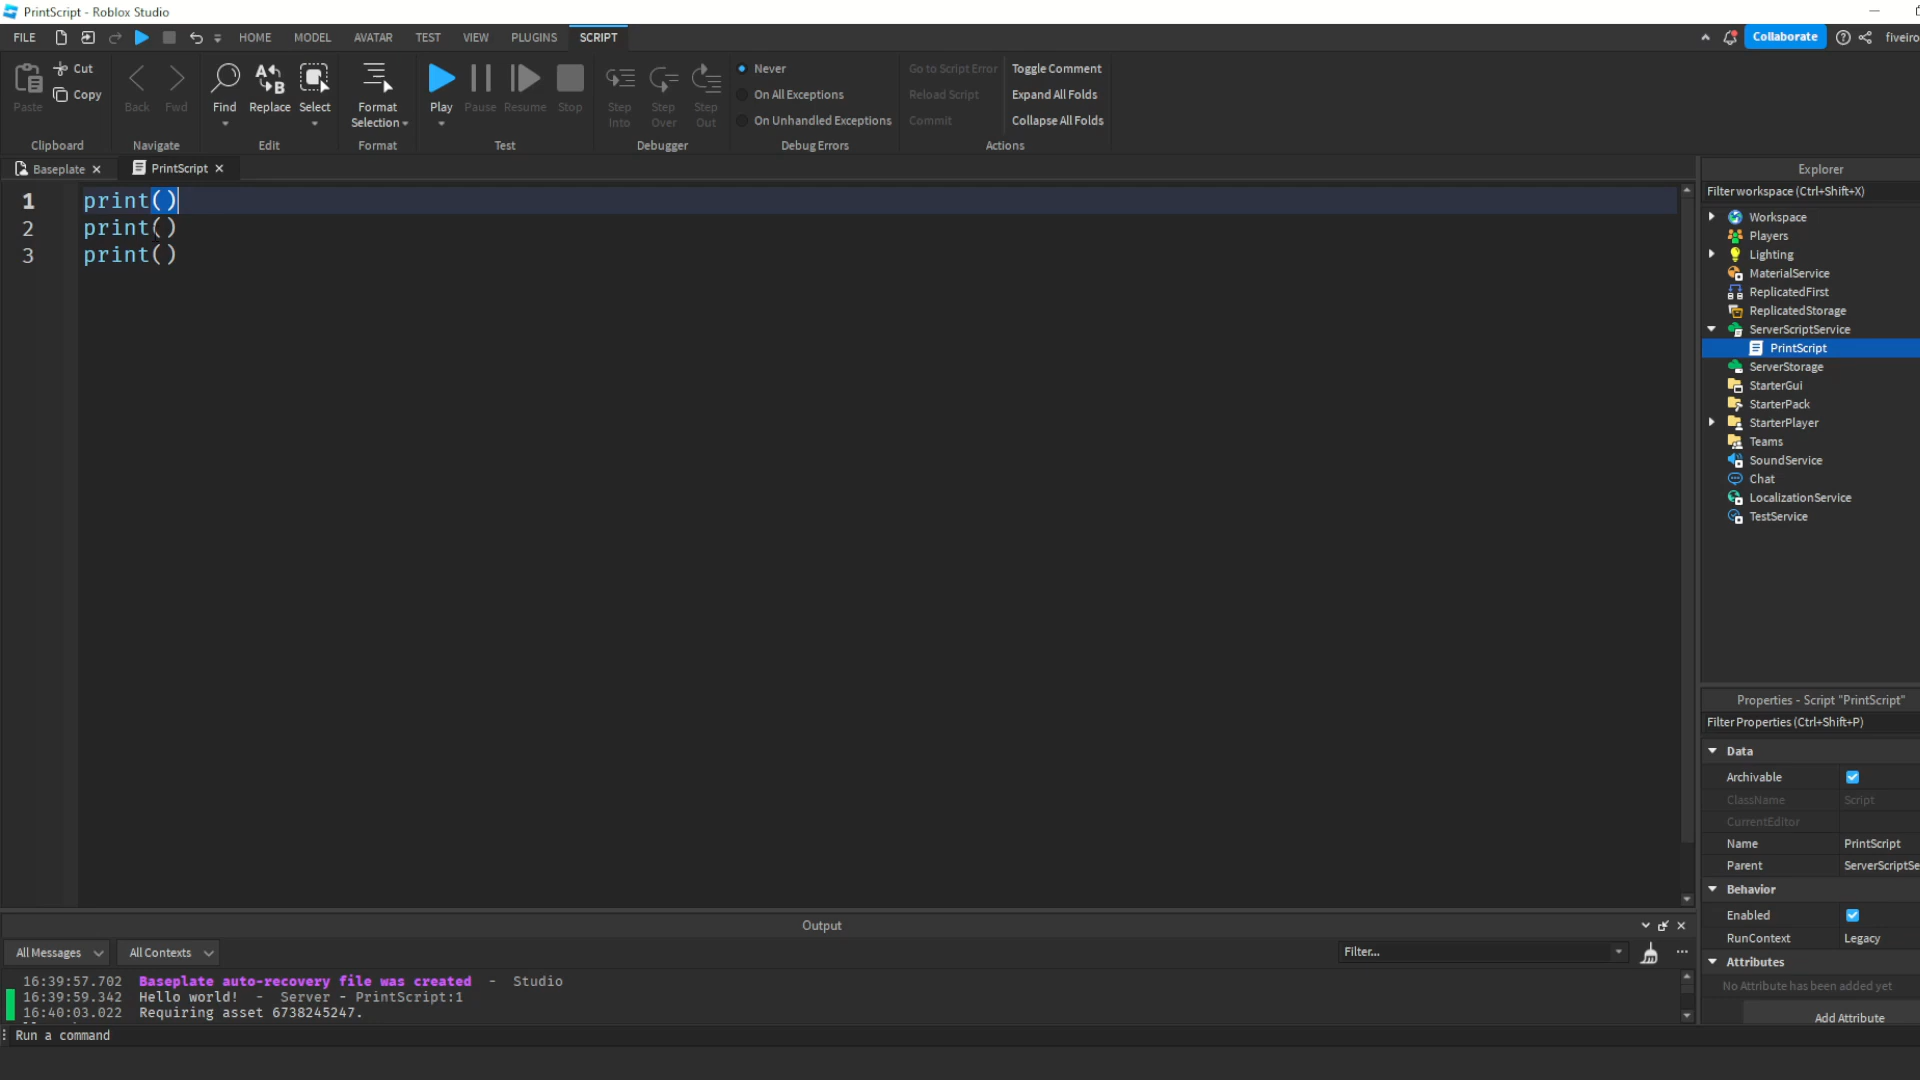 PrintScript - Roblox Studio
FILE HOME MODEL AVATAR TEST VIEW PLUGINS SCRIPT Collaborate fiveiro
Paste Cut Copy Clipboard
Back Fwd Navigate
Find Replace Select Edit
Format Selection Format
Play Pause Resume Stop Test
Step Into Step Over Step Out Debugger
Never
On All Exceptions
On Unhandled Exceptions
Debug Errors
Go to Script Error Toggle Comment
Reload Script Expand All Folds
Commit Collapse All Folds
Actions
Baseplate PrintScript
1 print()
2 print()
3 print()
Explorer
Filter workspace (Ctrl+Shift+X)
Workspace
Players
Lighting
MaterialService
ReplicatedFirst
ReplicatedStorage
ServerScriptService
PrintScript
ServerStorage
StarterGui
StarterPack
StarterPlayer
Teams
SoundService
Chat
LocalizationService
TestService
Properties - Script "PrintScript"
Filter Properties (Ctrl+Shift+P)
Data
Archivable
ClassName Script
CurrentEditor
Name PrintScript
Parent ServerScriptSe
Behavior
Enabled
RunContext Legacy
Attributes
No Attribute has been added yet
Add Attribute
Output
All Messages All Contexts Filter...
16:39:57.702 Baseplate auto-recovery file was created - Studio
16:39:59.342 Hello world! - Server - PrintScript:1
16:40:03.022 Requiring asset 6738245247.
Run a command